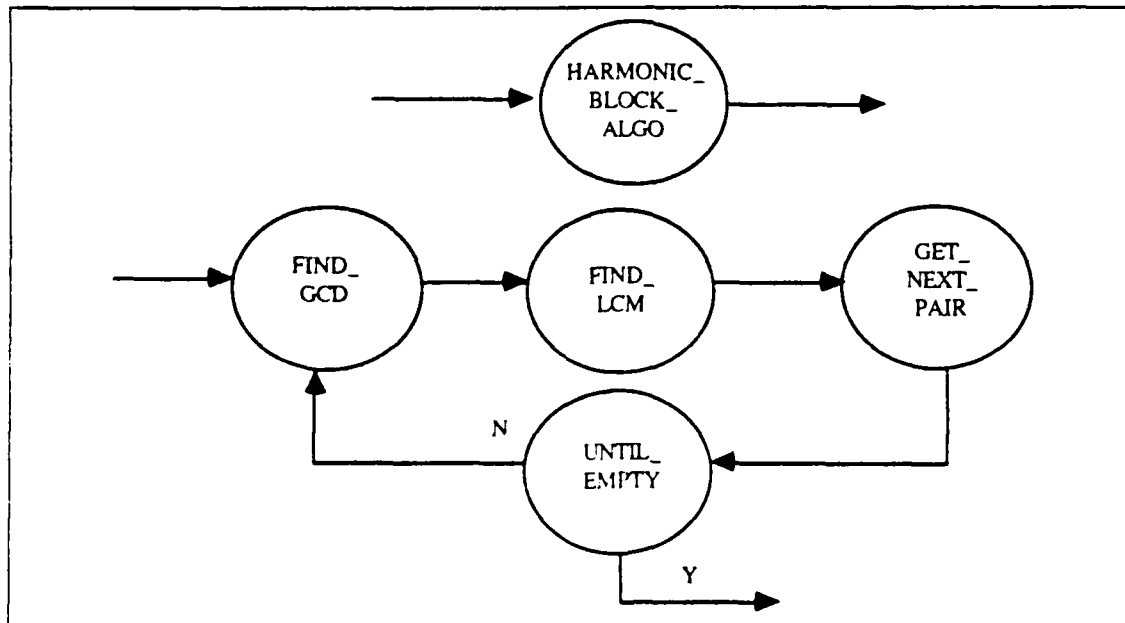 HARMONIC_
BLOCK_
ALGO
FIND_
GCD
FIND_
LCM
GET_
NEXT_
PAIR
N
UNTIL_
EMPTY
Y